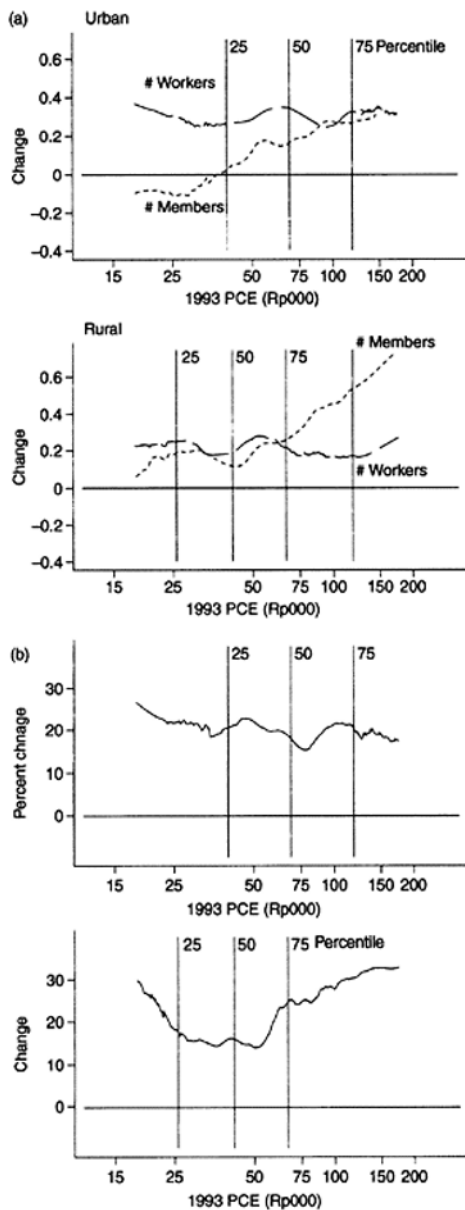 (a) Urban
25 50 75 Percentile
0.6
# Workers
0.4
0.2
Change
0
−0.2
# Members
−0.4
15 25 50 75 100 150 200
1993 PCE (Rp000)
Rural
# Members
25 50 75
0.6
0.4
0.2
Change
# Workers
0
−0.2
−0.4
15 25 50 75 100 150 200
1993 PCE (Rp000)
(b)
25 50 75
30
20
Percent chnage
10
0
15 25 50 75 100 150 200
1993 PCE (Rp000)
25 50 75 Percentile
30
20
Change
10
0
15 25 50 75 100 150 200
1993 PCE (Rp000)